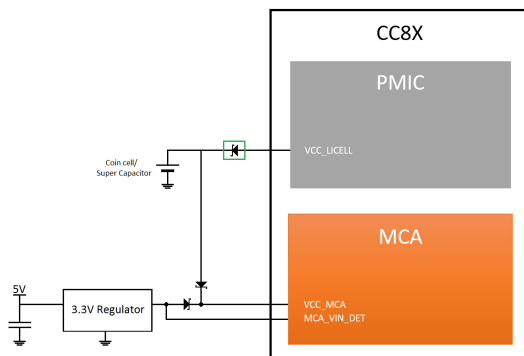 CC8X
PMIC
VCC_LICELL
Coin cell/
Super Capacitor
MCA
5V
3.3V Regulator
VCC_MCA
MCA_VIN_DET